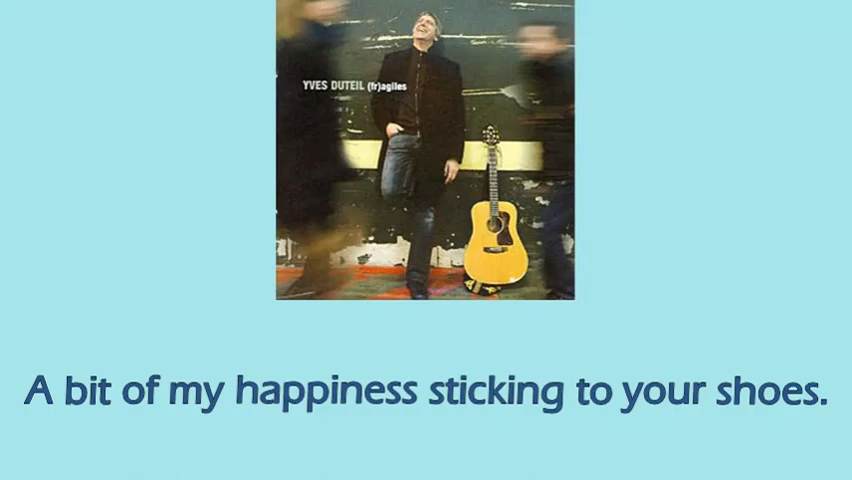 YVES DUTEIL (fr)agiles
A bit of my happiness sticking to your shoes.